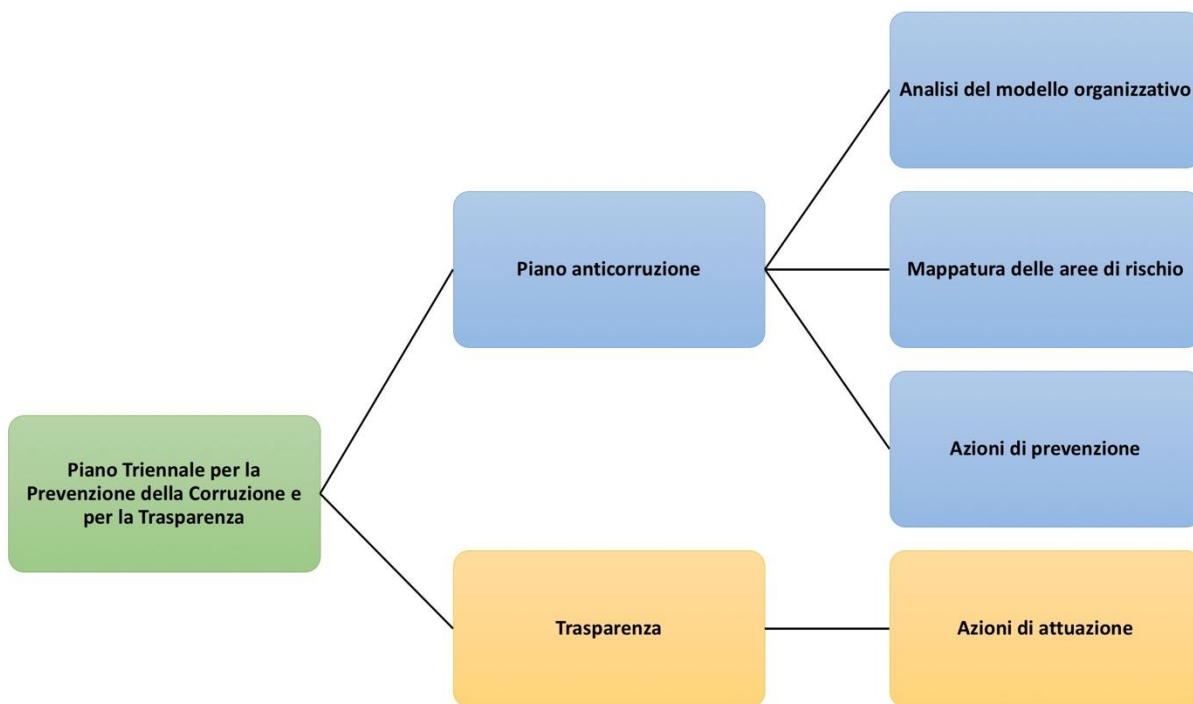 Analisi del modello organizzativo
Piano anticorruzione
Mappatura delle aree di rischio
Azioni di prevenzione
Piano Triennale per la
Prevenzione della Corruzione e
per la Trasparenza
Trasparenza
Azioni di attuazione